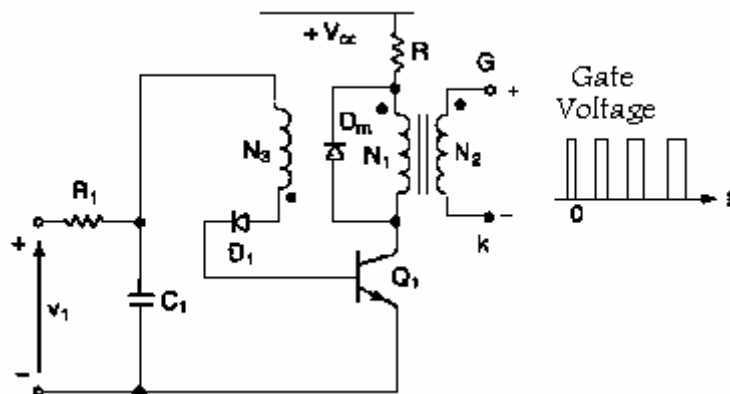 + Vcc
R
G
+
Gate
Voltage
Dm
N3
N1
N2
R1
0
t
+
-
k
D1
Q1
C1
v1
-